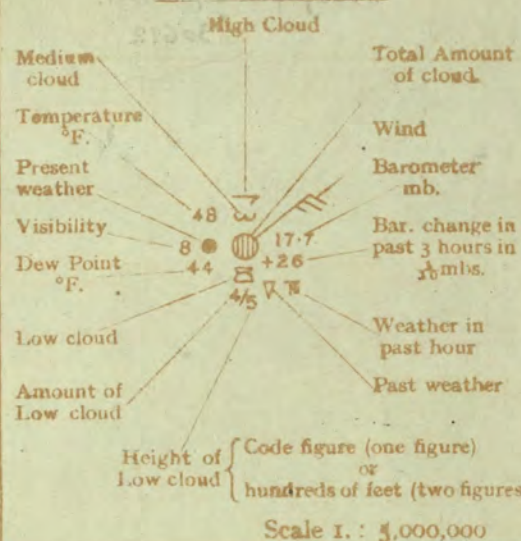 High Cloud
Medium
cloud
Total Amount
of cloud.
Temperature
°F.
Wind
Present
weather
Barometer
mb.
48
Visibility
8
17·7
Bar. change in
past 3 hours in
mbs.
+26
Dew Point
°F.
44
4/5
Low cloud
Weather in
past hour
Amount of
Low cloud
Past weather
Height of
Low cloud
Code figure (one figure)
or
hundreds of feet (two figures
Scale 1. : 5,000,000